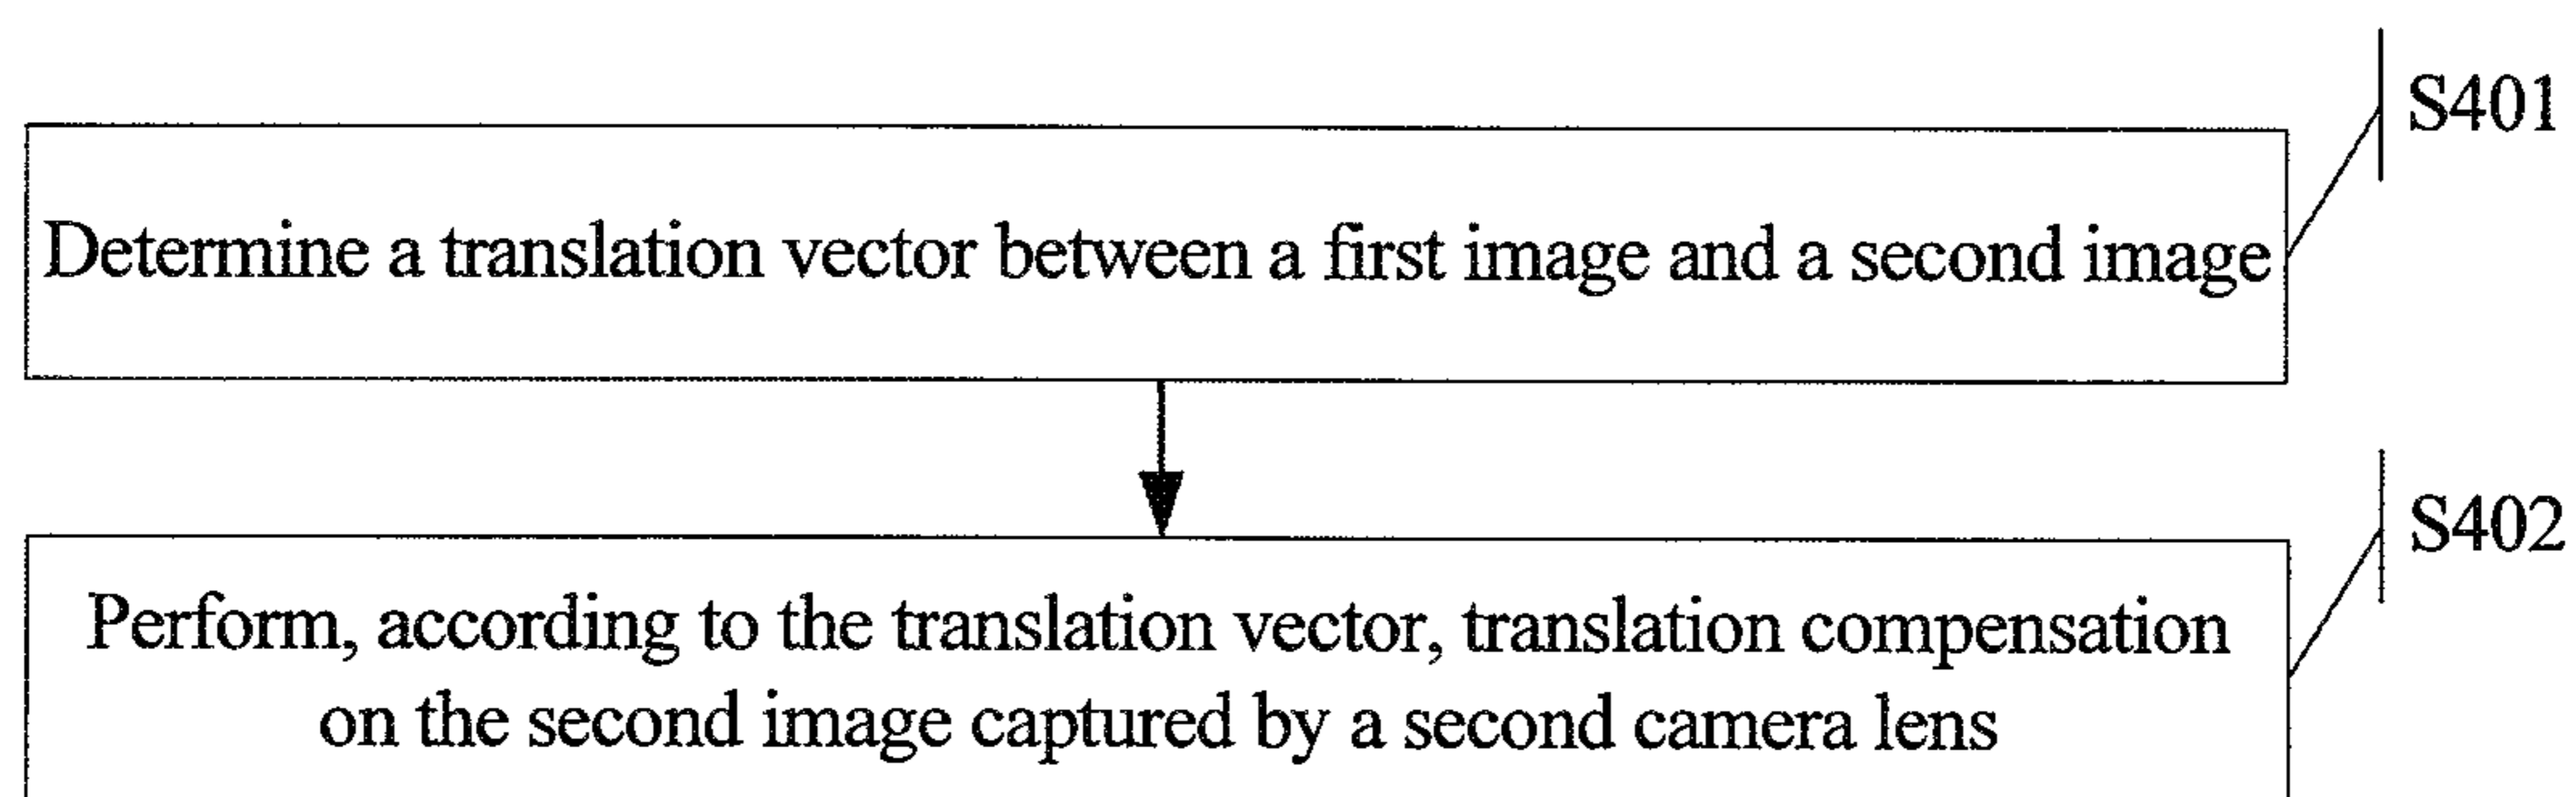 S401
Determine a translation vector between a first image and a second image
S402
Perform, according to the translation vector, translation compensation
on the second image captured by a second camera lens